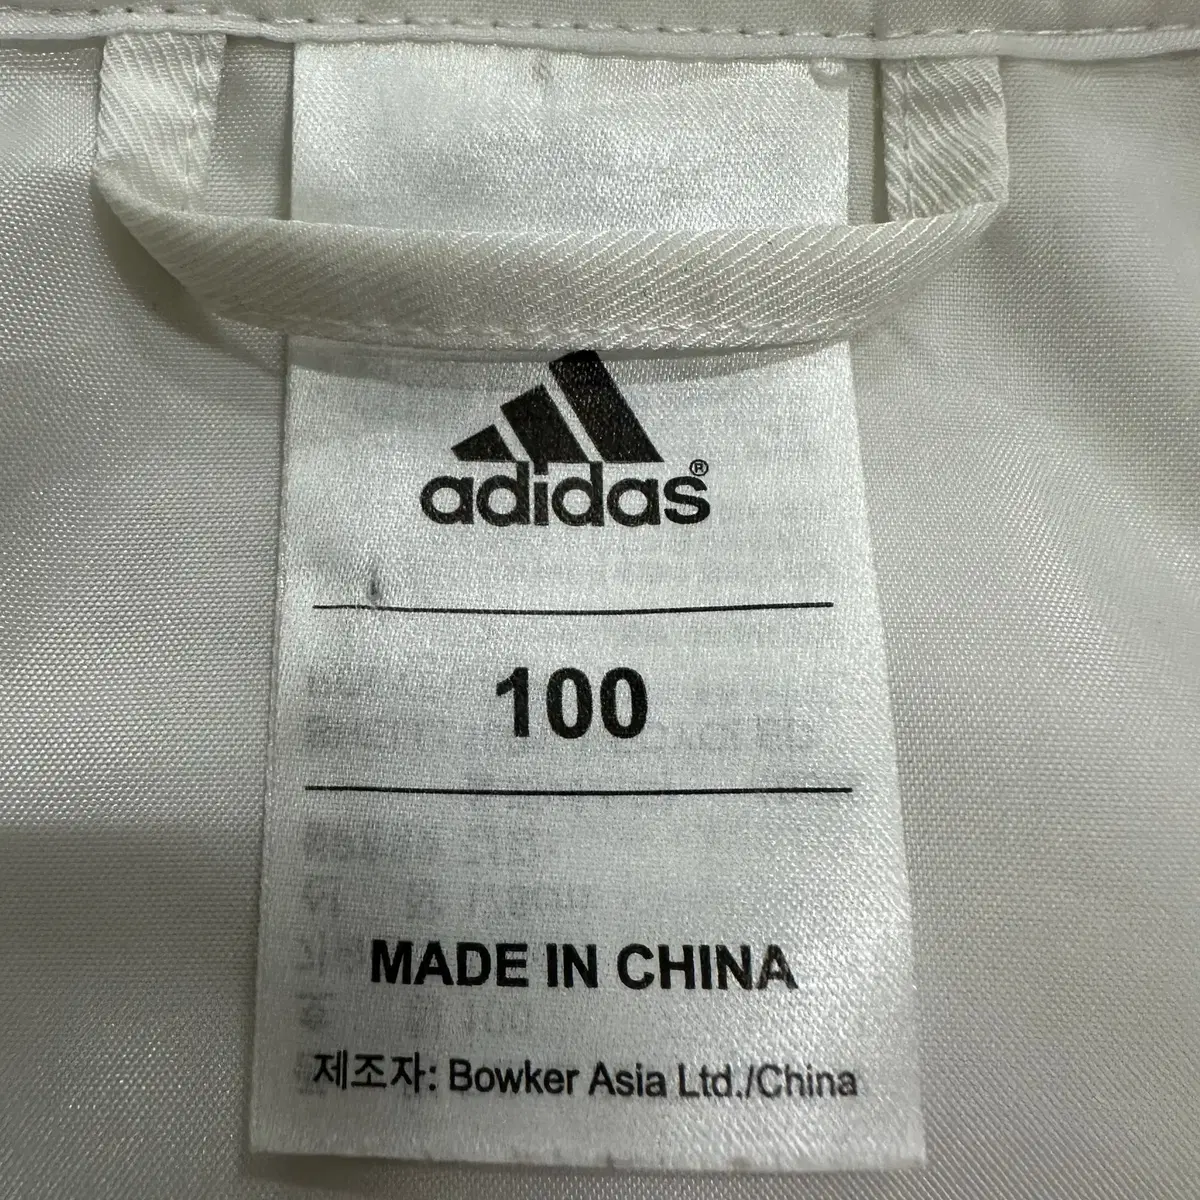 adidas®
100
MADE IN CHINA
제조자: Bowker Asia Ltd./China